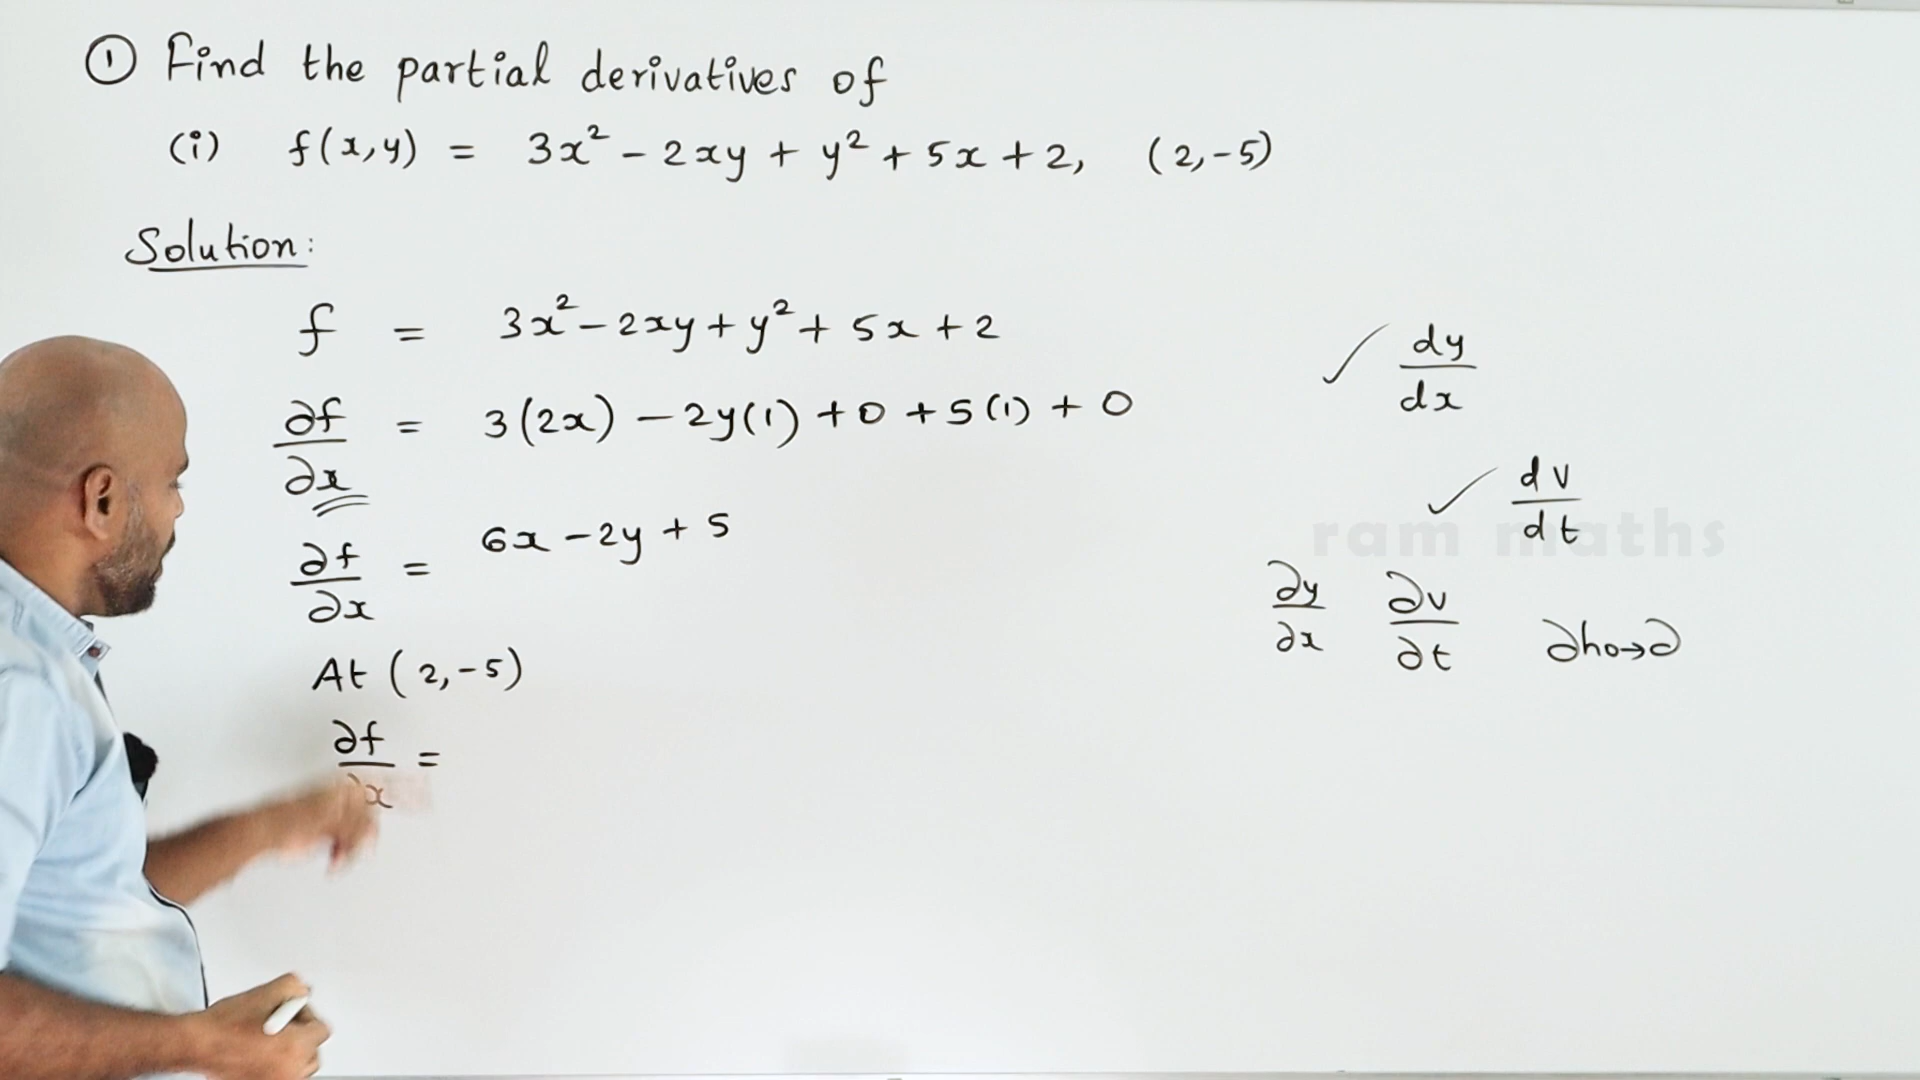 ① Find the partial derivatives of
(i) f(x,y) = 3x² - 2xy + y² + 5x + 2, (2,-5)
Solution:
f = 3x² - 2xy + y² + 5x + 2
∂f/∂x = 3(2x) - 2y(1) + 0 + 5(1) + 0
∂f/∂x = 6x - 2y + 5
At (2,-5)
∂f/∂x =
✓ dy/dx
✓ dv/dt
ram maths
∂y/∂x ∂v/∂t ∂ho→∂